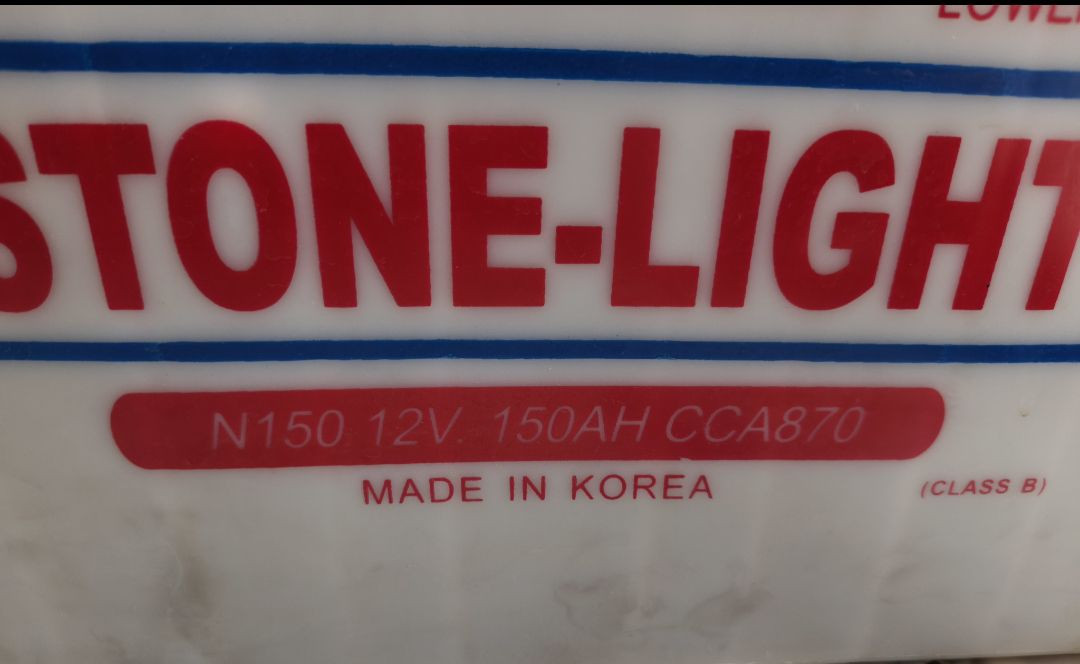 STONE-LIGHT
N150 12V. 150AH CCA870
MADE IN KOREA
(CLASS B)